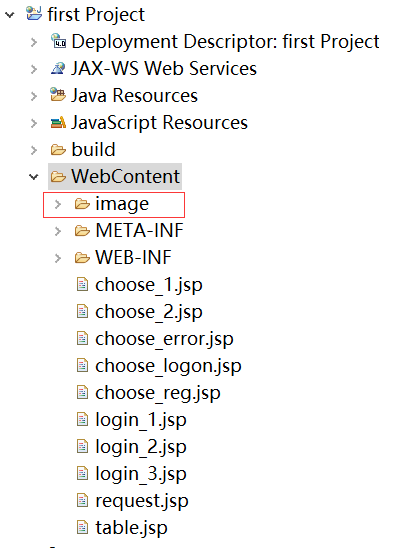 first Project
Deployment Descriptor: first Project
JAX-WS Web Services
Java Resources
JavaScript Resources
build
WebContent
image
META-INF
WEB-INF
choose_1.jsp
choose_2.jsp
choose_error.jsp
choose_logon.jsp
choose_reg.jsp
login_1.jsp
login_2.jsp
login_3.jsp
request.jsp
table.jsp